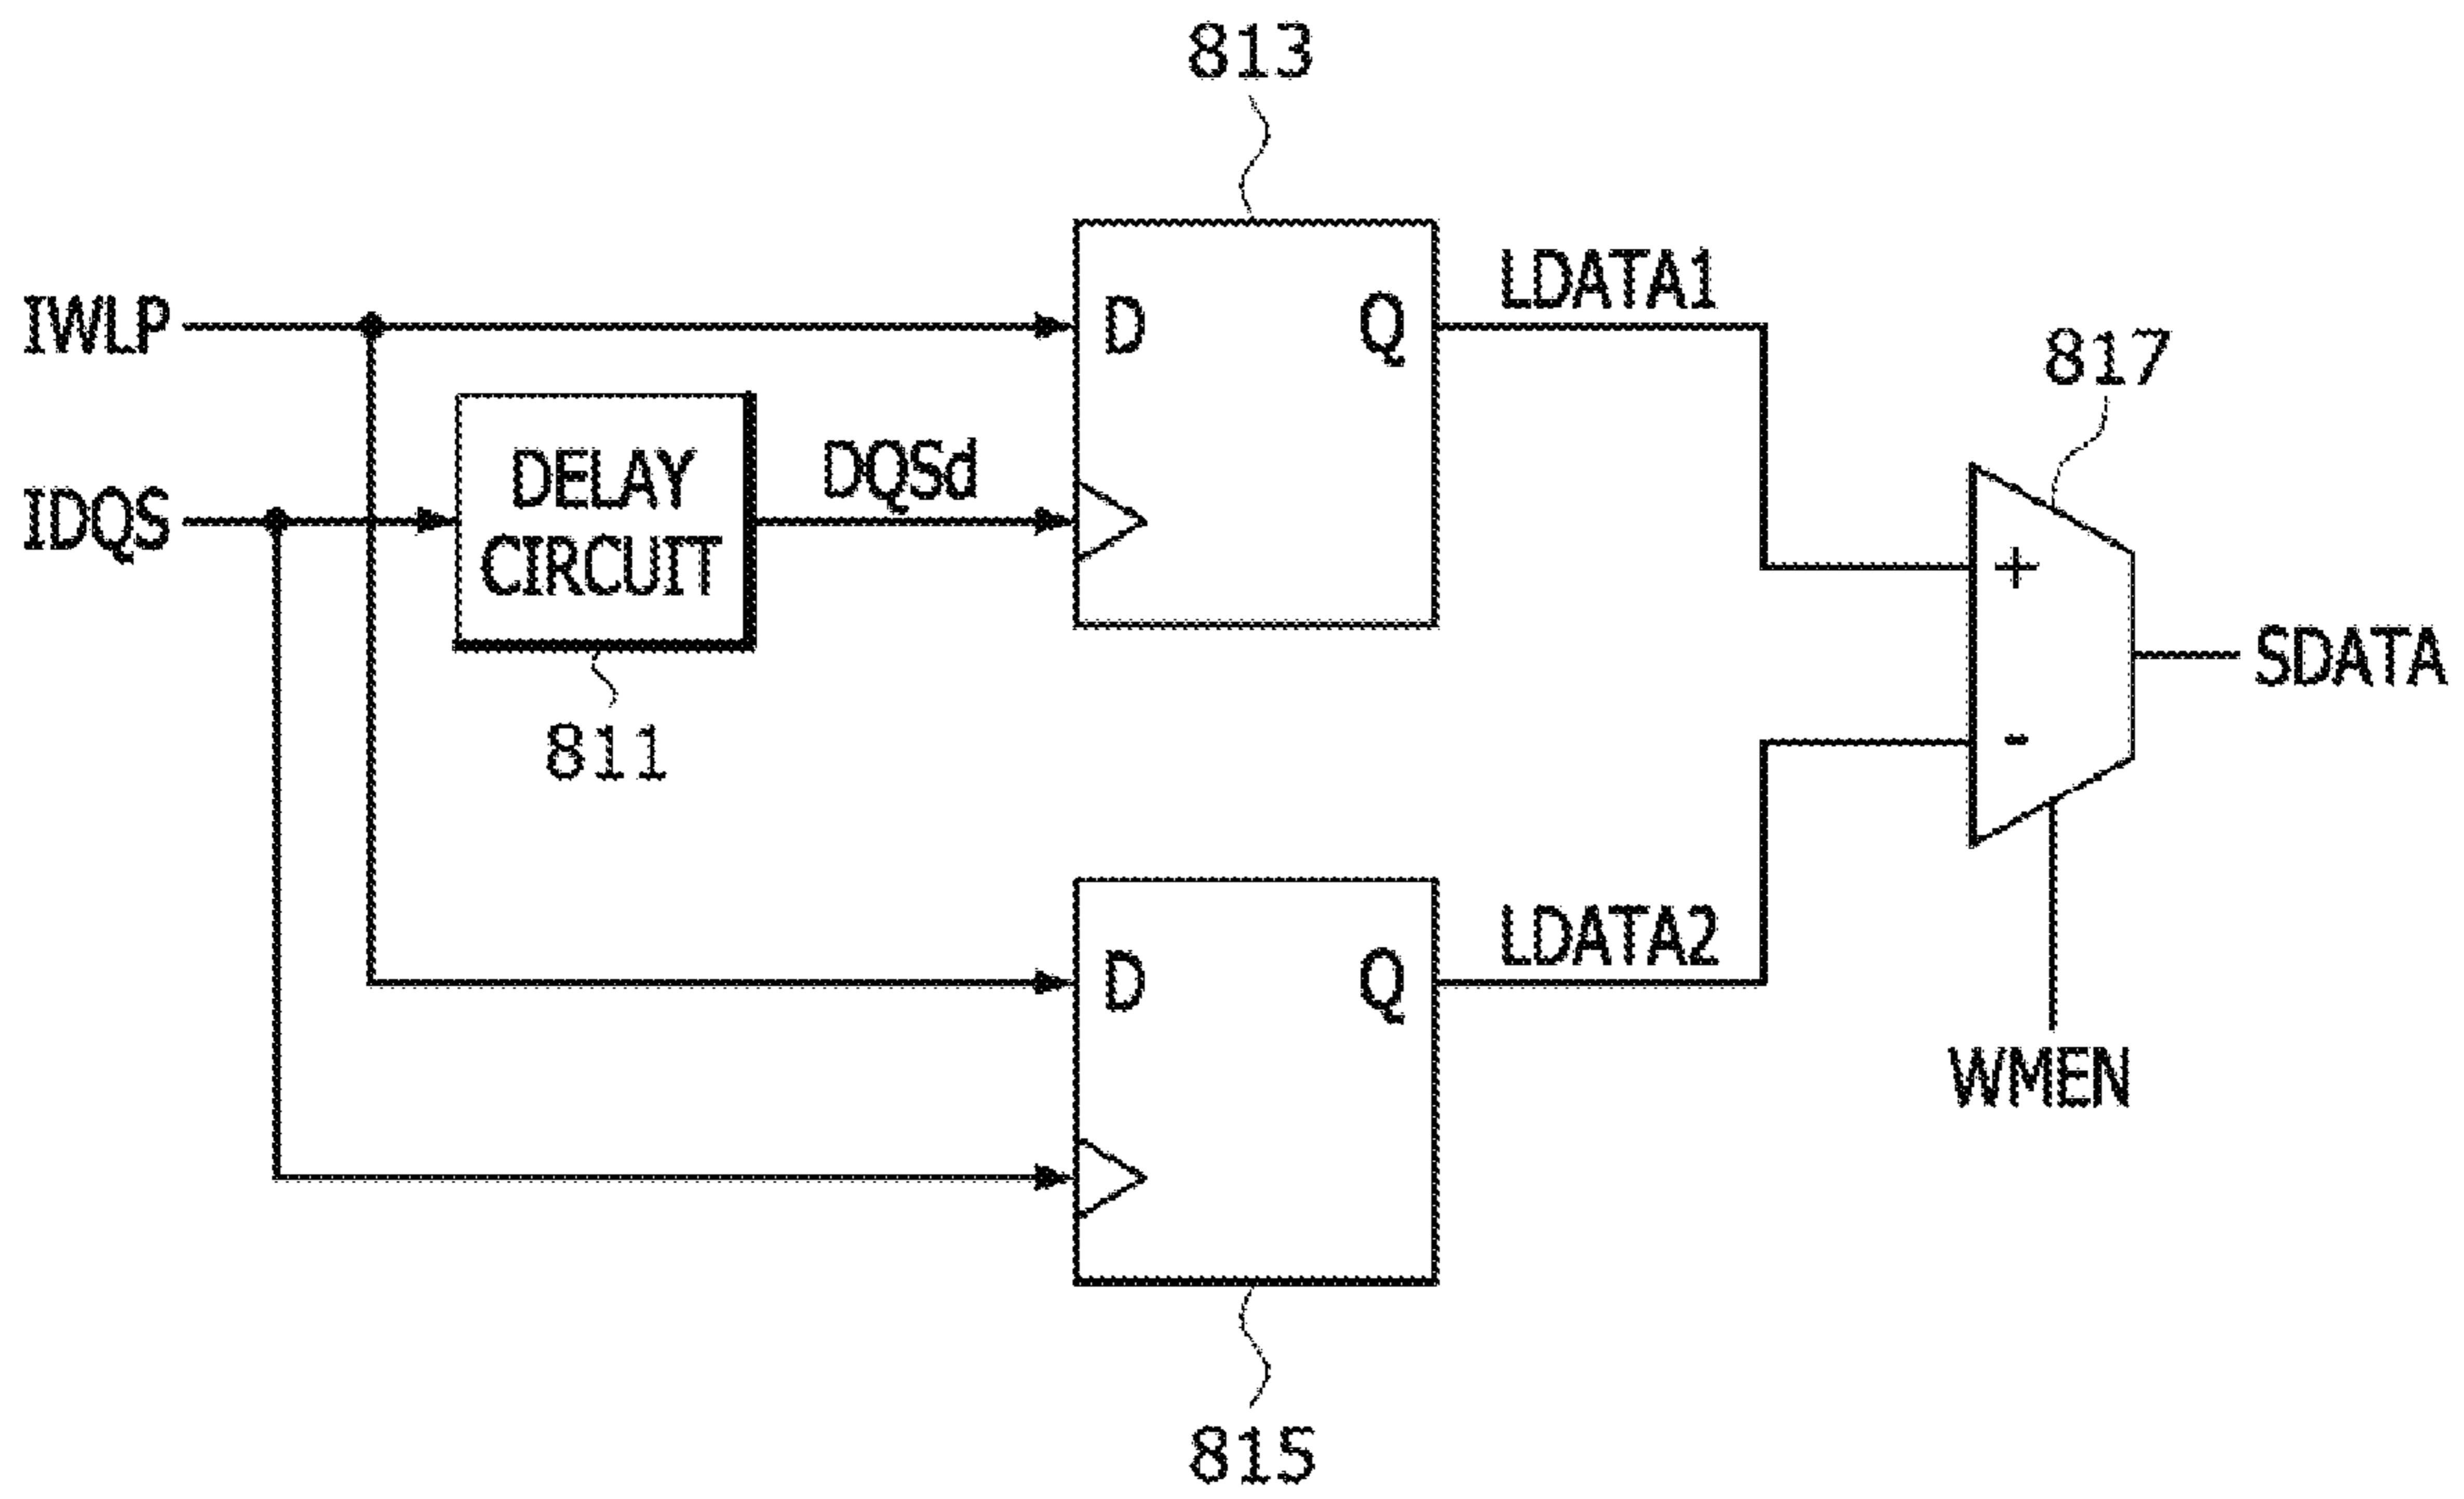 813
IWLP
D
Q
LDATA1
817
IDQS
DELAY
CIRCUIT
DQSd
+
SDATA
811
-
D
Q
LDATA2
WMEN
815